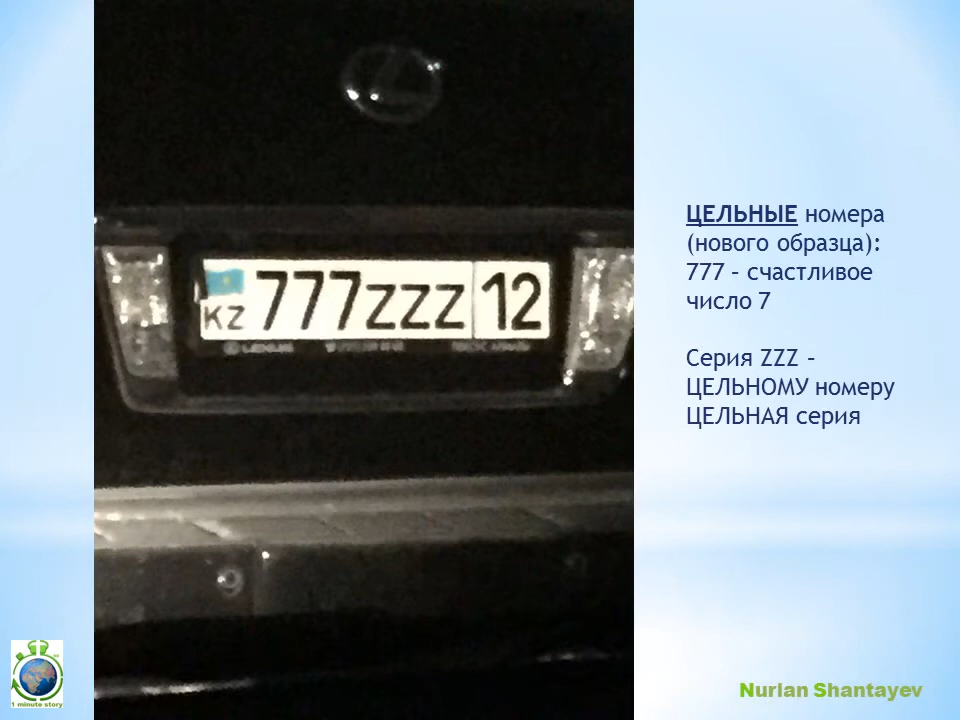 KZ 777ZZZ 12
LEXUS
ЦЕЛЬНЫЕ номера
(нового образца):
777 – счастливое
число 7
Серия ZZZ –
ЦЕЛЬНОМУ номеру
ЦЕЛЬНАЯ серия
1 minute story
Nurlan Shantayev